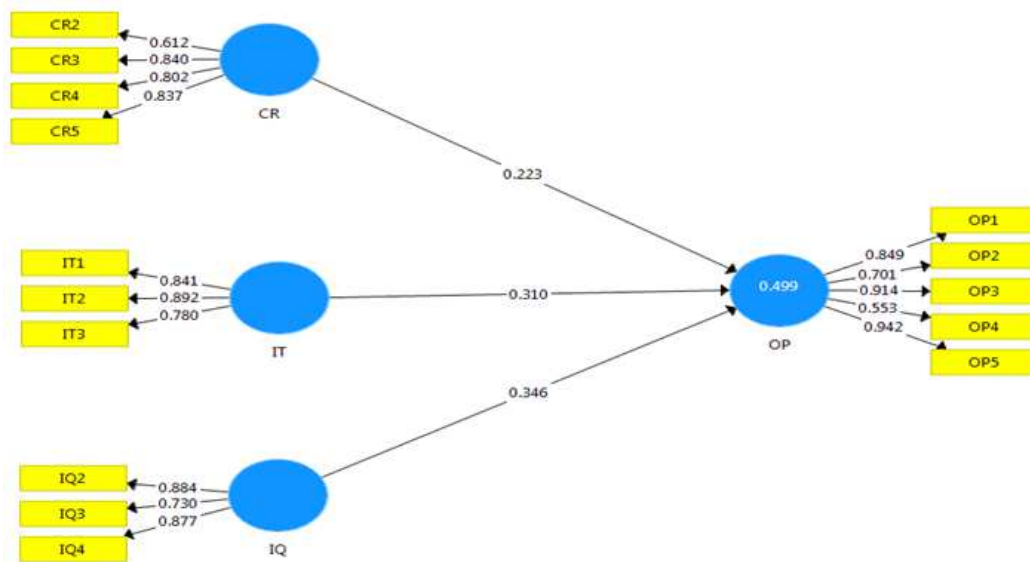 CR2
CR3
CR4
CR5
0.612
0.840
0.802
0.837
CR
0.223
IT1
IT2
IT3
0.841
0.892
0.780
IT
0.310
IQ2
IQ3
IQ4
0.884
0.730
0.877
IQ
0.346
0.499
OP
0.849
0.701
0.914
0.553
0.942
OP1
OP2
OP3
OP4
OP5